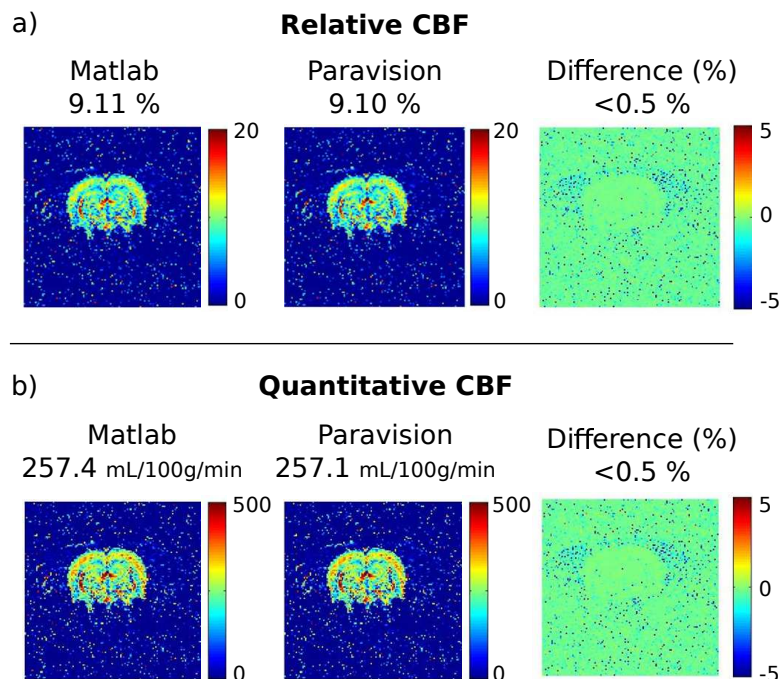 a)
Relative CBF
Matlab
9.11 %
Paravision
9.10 %
Difference (%)
<0.5 %
20
0
20
0
5
0
-5
b)
Quantitative CBF
Matlab
257.4 mL/100g/min
Paravision
257.1 mL/100g/min
Difference (%)
<0.5 %
500
0
500
0
5
0
-5